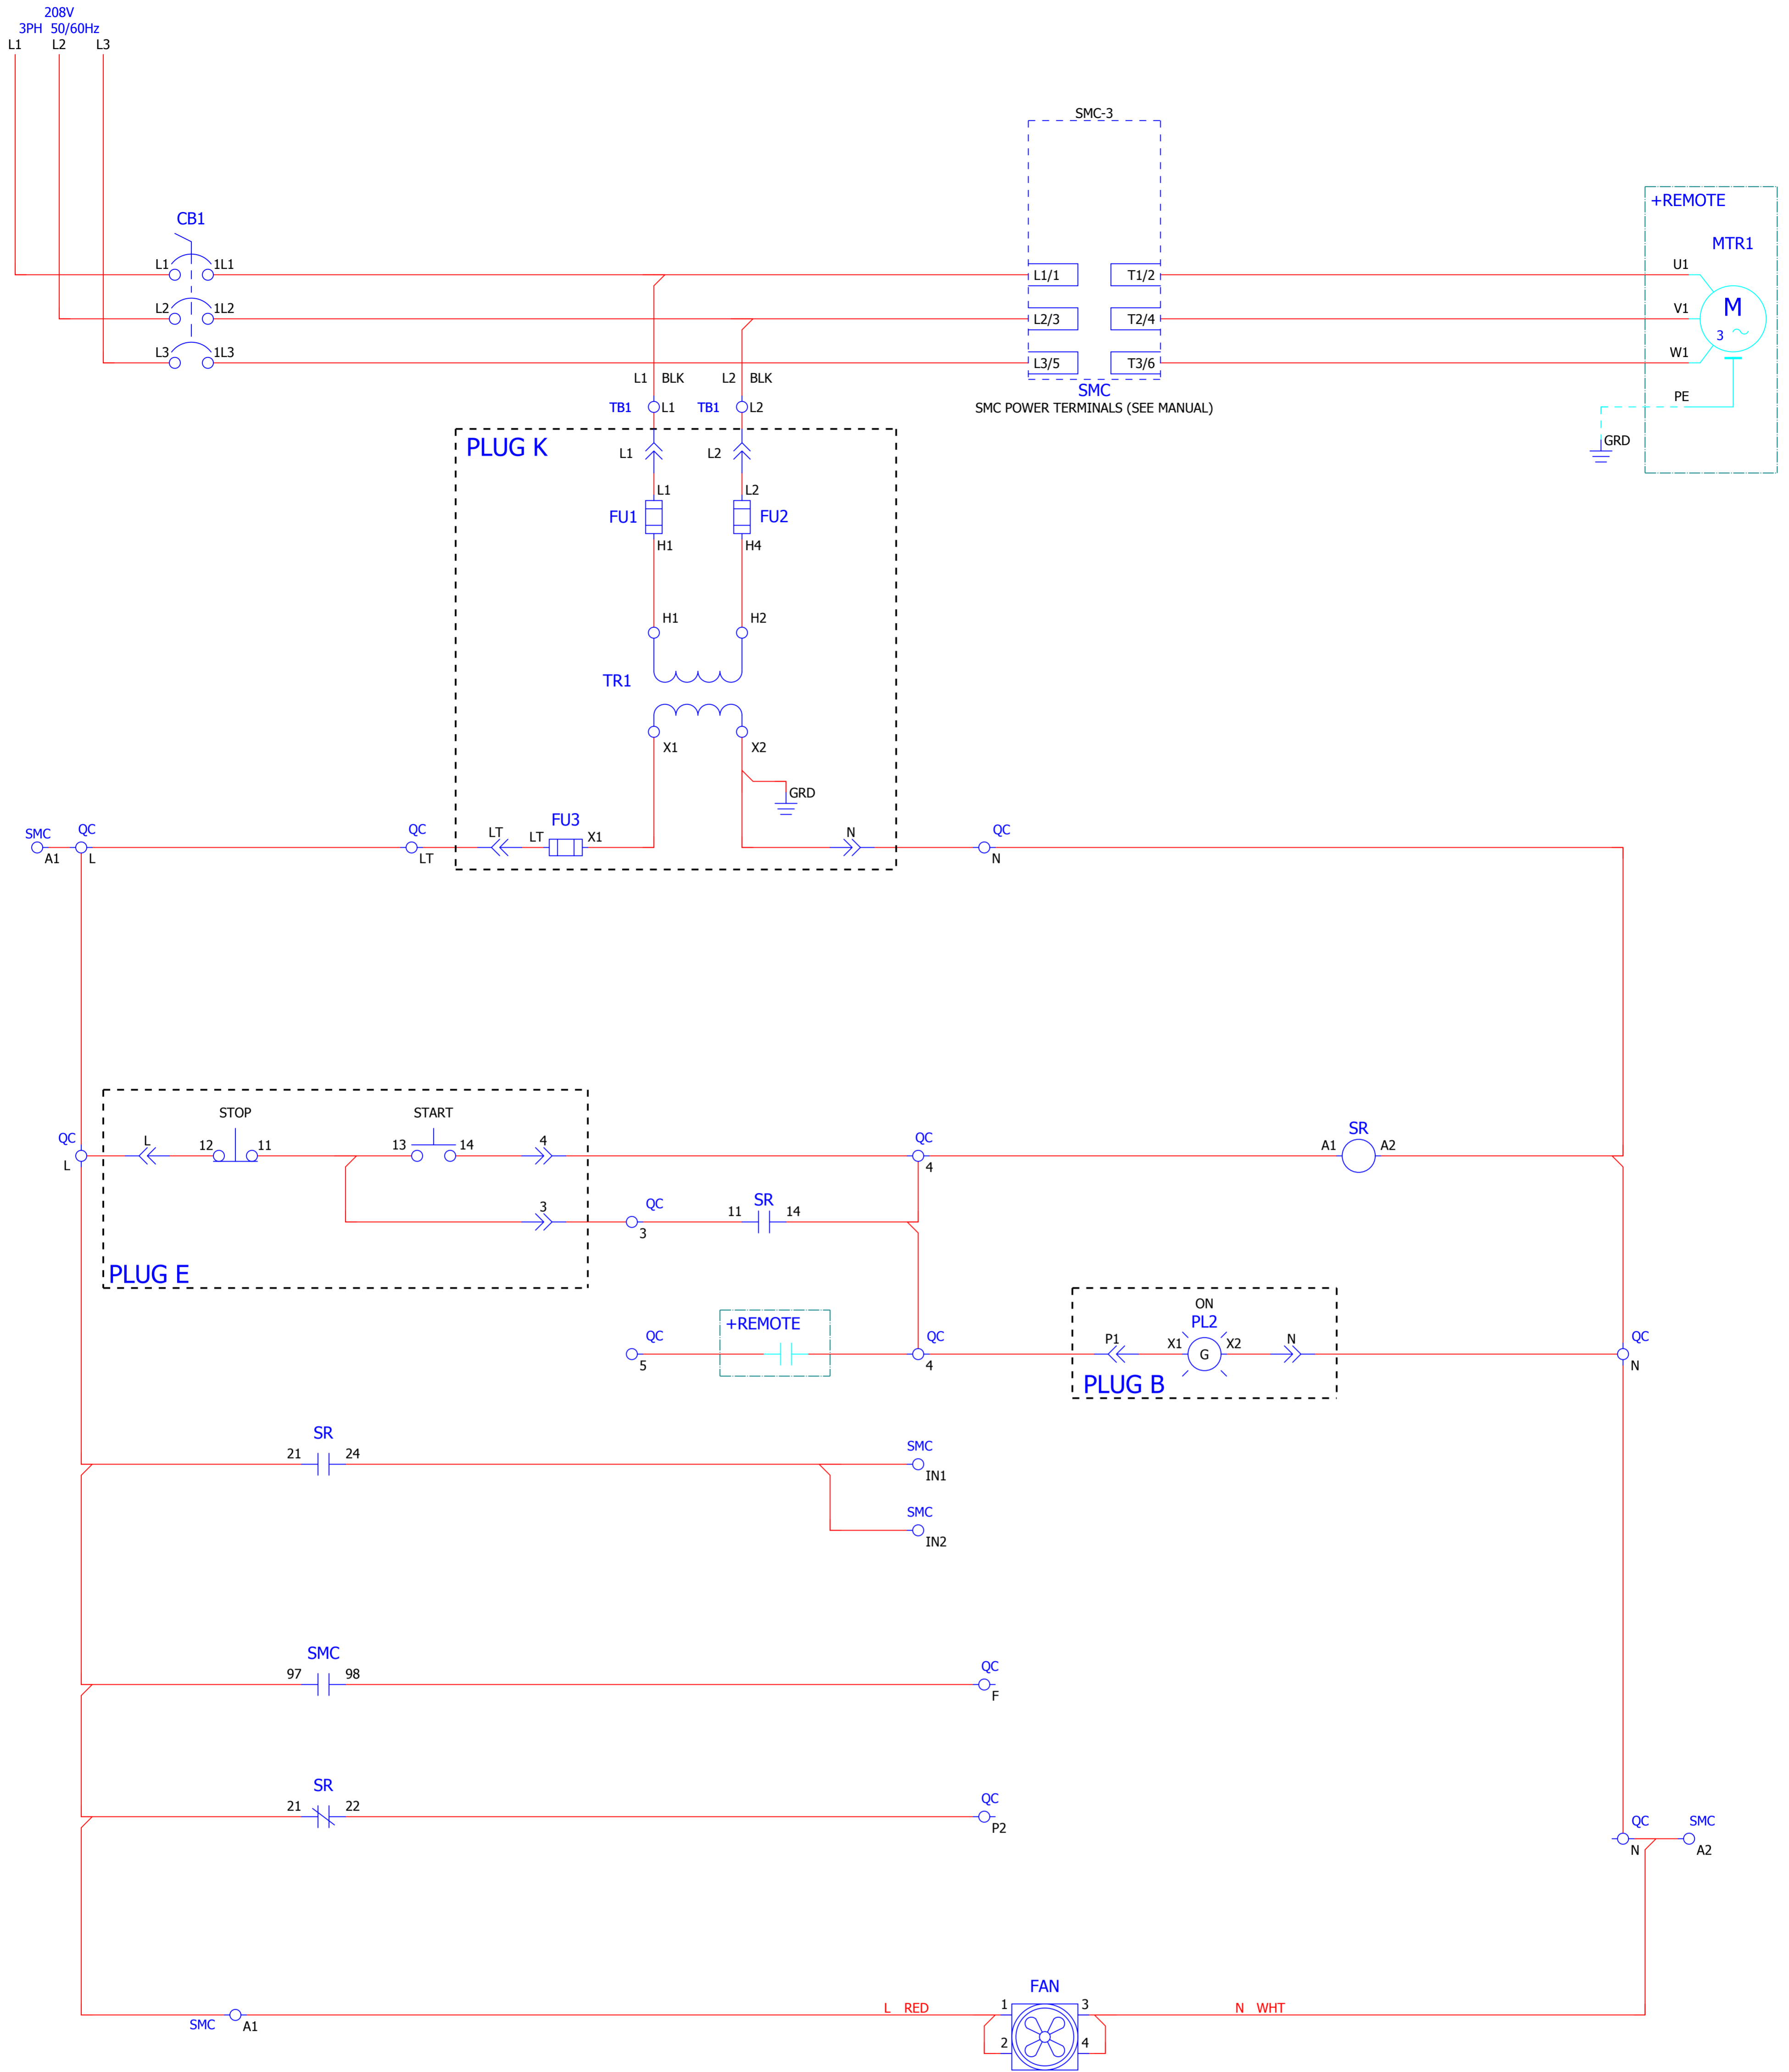 208V
3PH 50/60Hz
L1 L2 L3
SMC-3
+REMOTE
CB1
MTR1
L1 1L1 L1/1 T1/2 U1
L2 1L2 L2/3 T2/4 V1 M
3
L3 1L3 L3/5 T3/6 W1
L1 BLK L2 BLK SMC
TB1 L1 TB1 L2 SMC POWER TERMINALS (SEE MANUAL) PE
GRD
PLUG K L1 L2
L1 L2
FU1 FU2
H1 H4
H1 H2
TR1
X1 X2
GRD
FU3
SMC QC QC LT LT X1 N QC
A1 L LT N
STOP START
QC L 12 11 13 14 4 QC SR
L 4 A1 A2
3 QC 11 SR 14
3
PLUG E
+REMOTE ON
PL2
QC QC P1 X1 G X2 N QC
5 4 N
PLUG B
SR
21 24 SMC
IN1
SMC
IN2
SMC
97 98 QC
F
SR
21 22 QC
P2
QC SMC
N A2
FAN
L RED 1 3 N WHT
SMC A1
2 4